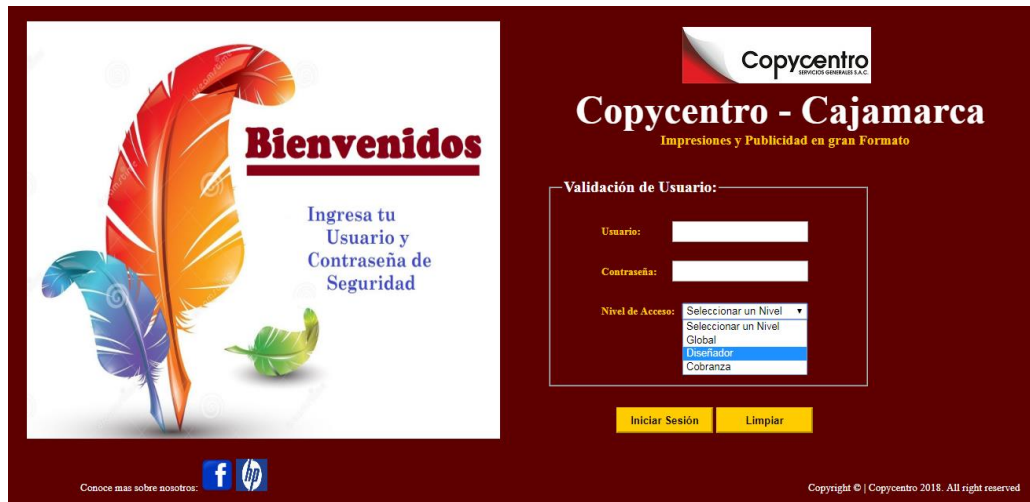 Bienvenidos
Ingresa tu
Usuario y
Contraseña de
Seguridad
Copycentro
SERVICIOS GENERALES S.A.C.
Copycentro - Cajamarca
Impresiones y Publicidad en gran Formato
Validación de Usuario:
Usuario:
Contraseña:
Nivel de Acceso: Seleccionar un Nivel
Seleccionar un Nivel
Global
Diseñador
Cobranza
Iniciar Sesión Limpiar
Conoce mas sobre nosotros: f hp
Copyright © | Copycentro 2018. All right reserved